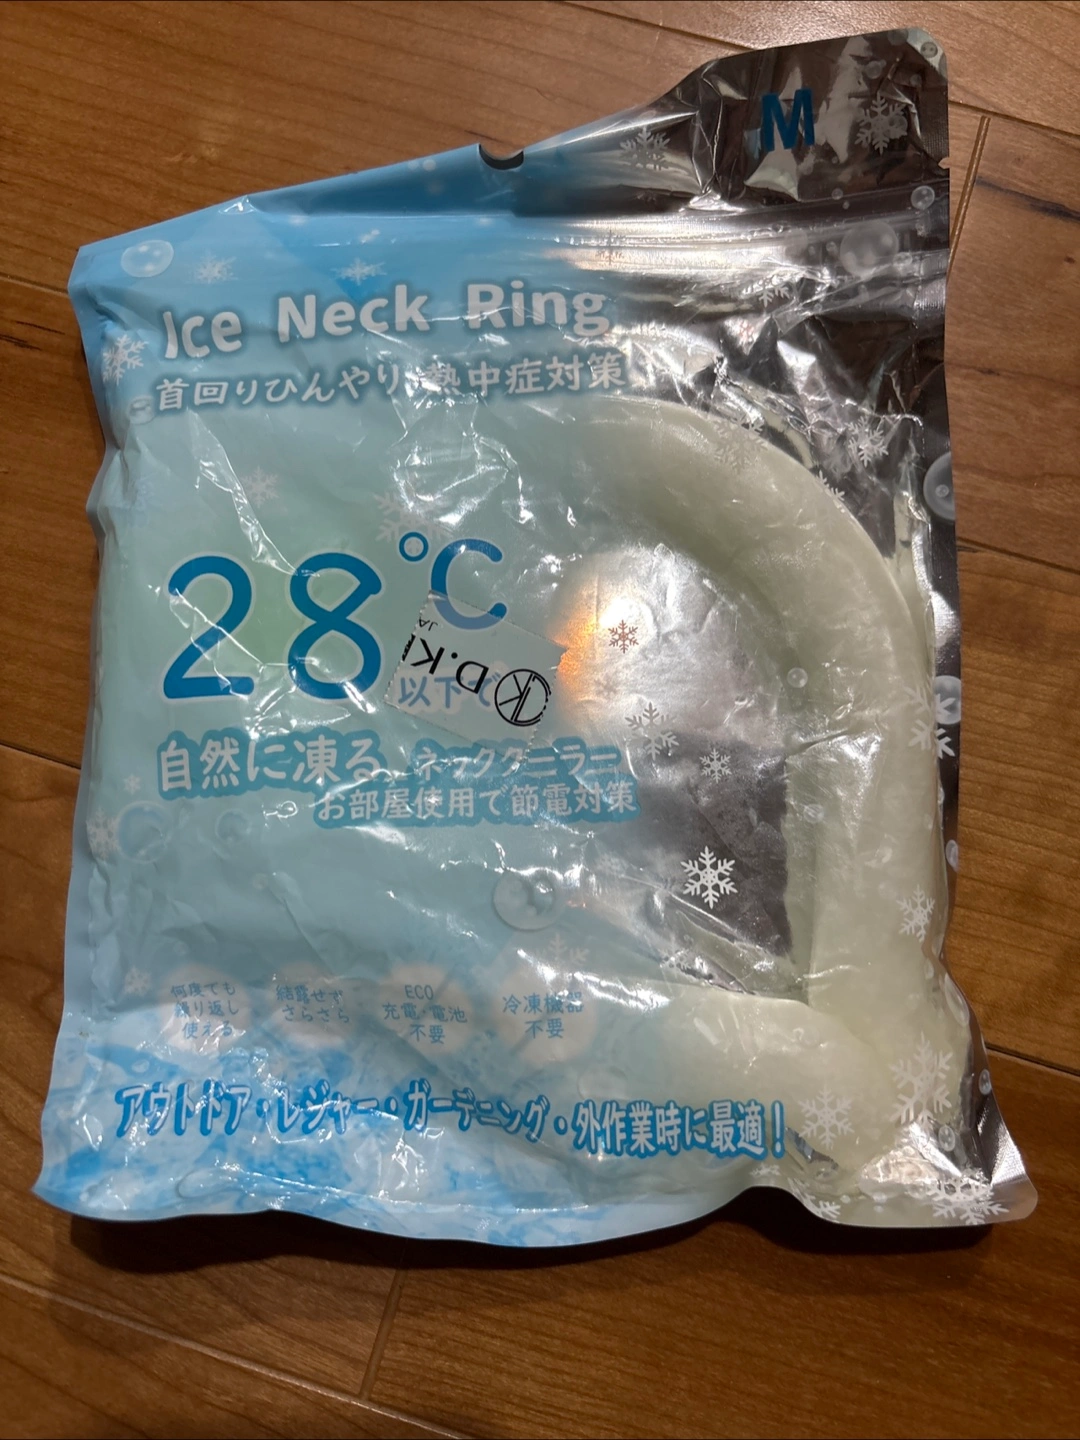 M
Ice Neck Ring
首回りひんやり 熱中症対策
28℃
以下で
D.K
JA
自然に凍る ネッククーラー
お部屋使用で節電対策
何度でも
繰り返し
使える
結露せず
さらさら
ECO
充電・電池
不要
冷凍機器
不要
アウトドア・レジャー・ガーデニング・外作業時に最適！